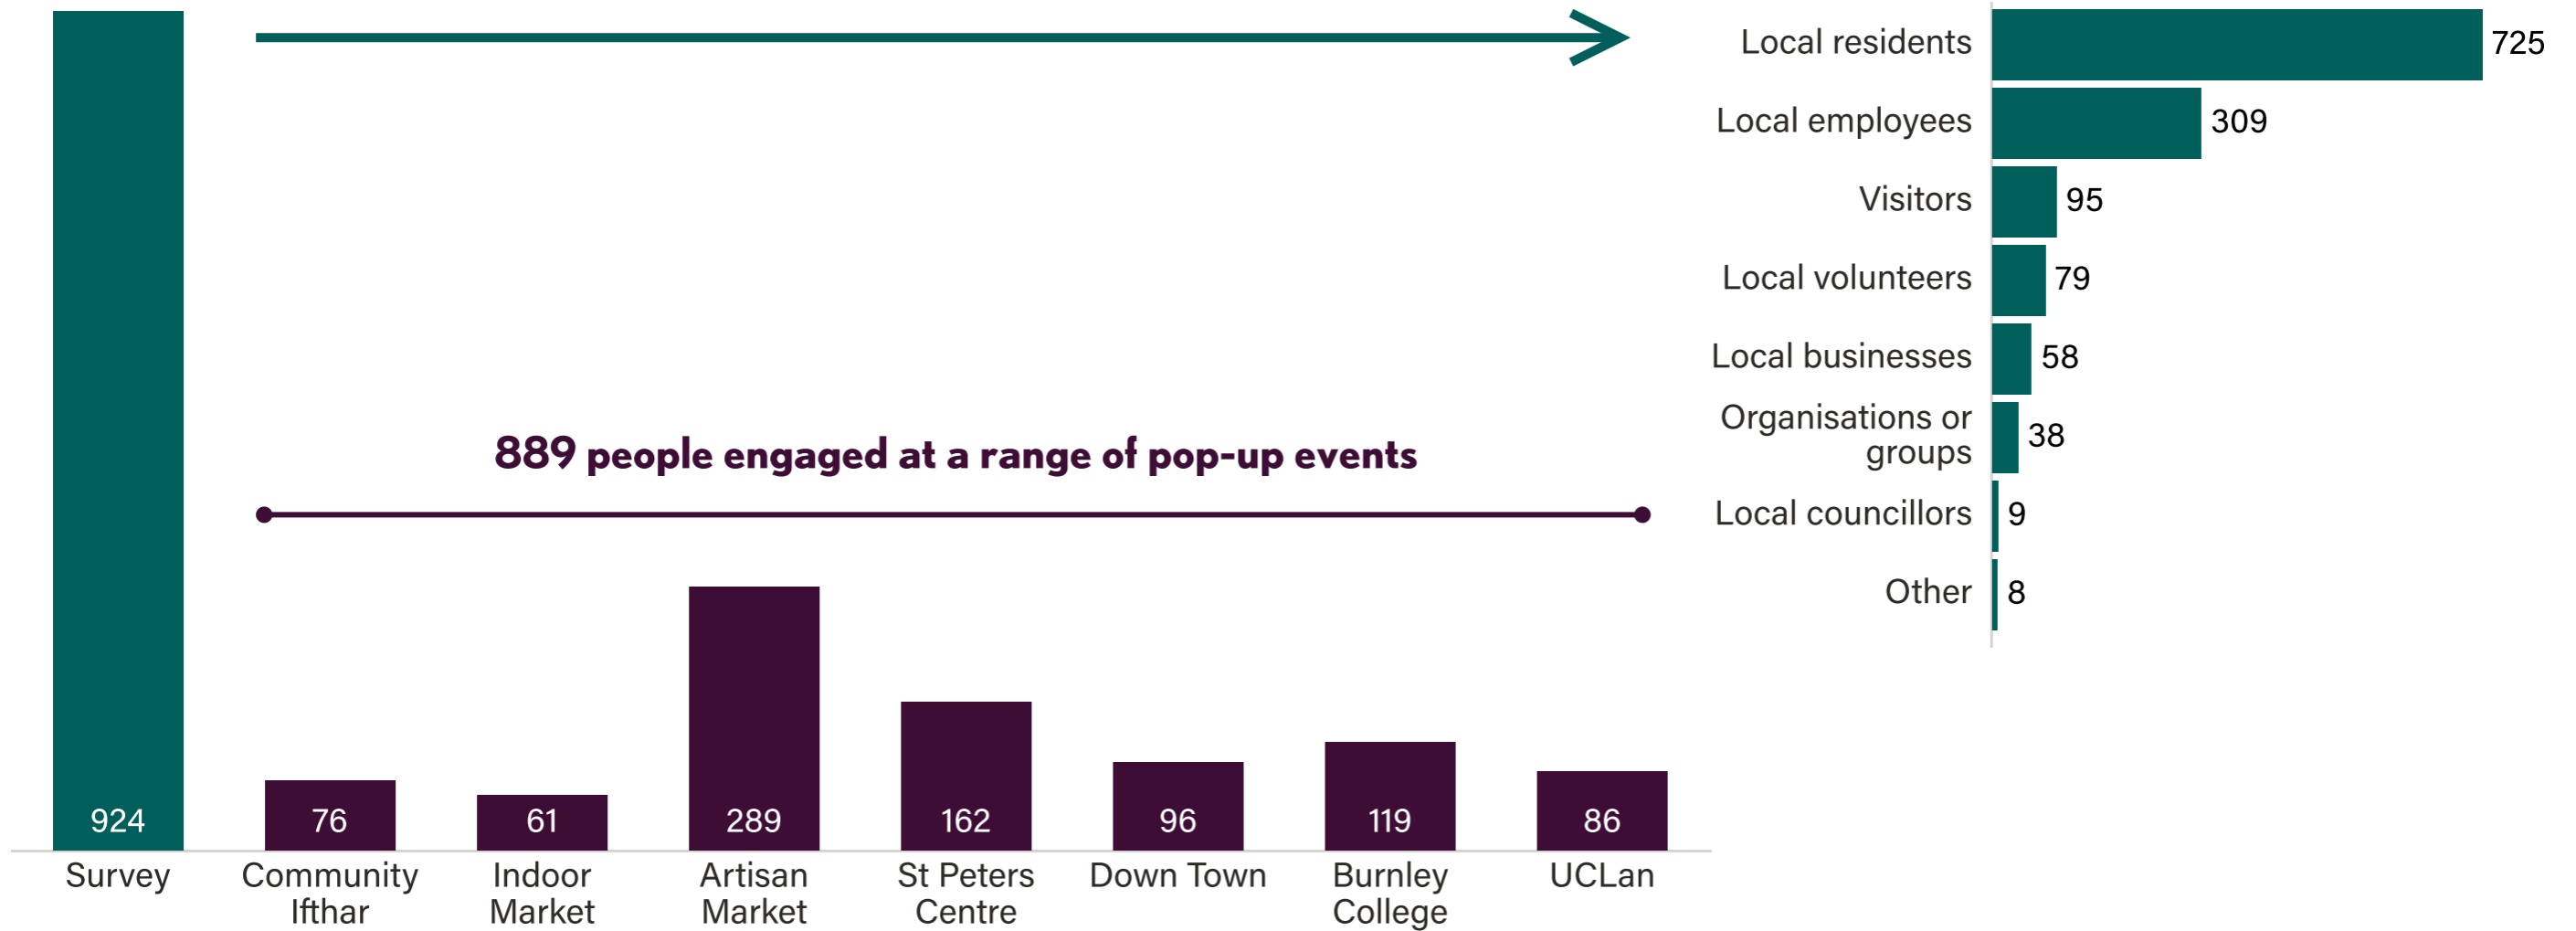 Local residents 725
Local employees 309
Visitors 95
Local volunteers 79
Local businesses 58
Organisations or
groups 38
Local councillors 9
Other 8
889 people engaged at a range of pop-up events
924 76 61 289 162 96 119 86
Survey
Community
Ifthar
Indoor
Market
Artisan
Market
St Peters
Centre
Down Town
Burnley
College
UCLan